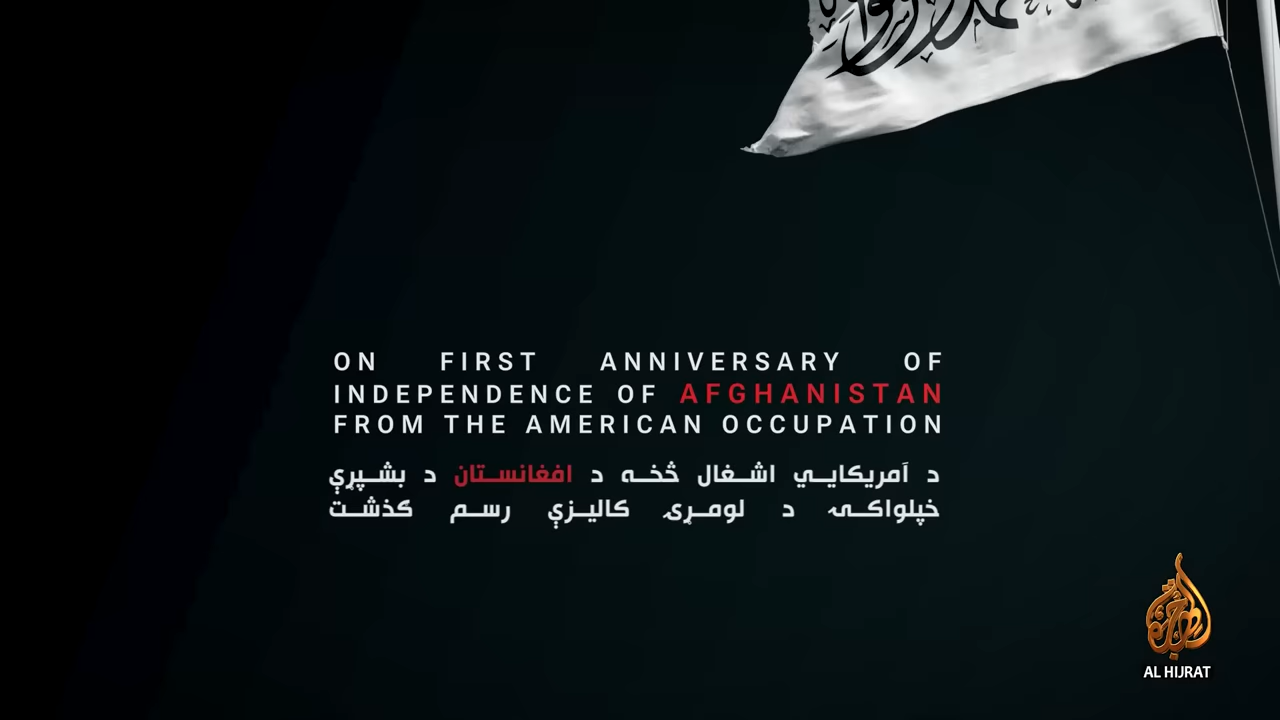 ON FIRST ANNIVERSARY OF
INDEPENDENCE OF AFGHANISTAN
FROM THE AMERICAN OCCUPATION
د آمریکایي اشغال څخه د افغانستان د بشپړې
خپلواکۍ د لومړۍ کالیزې رسم ګذشت
AL HIJRAT